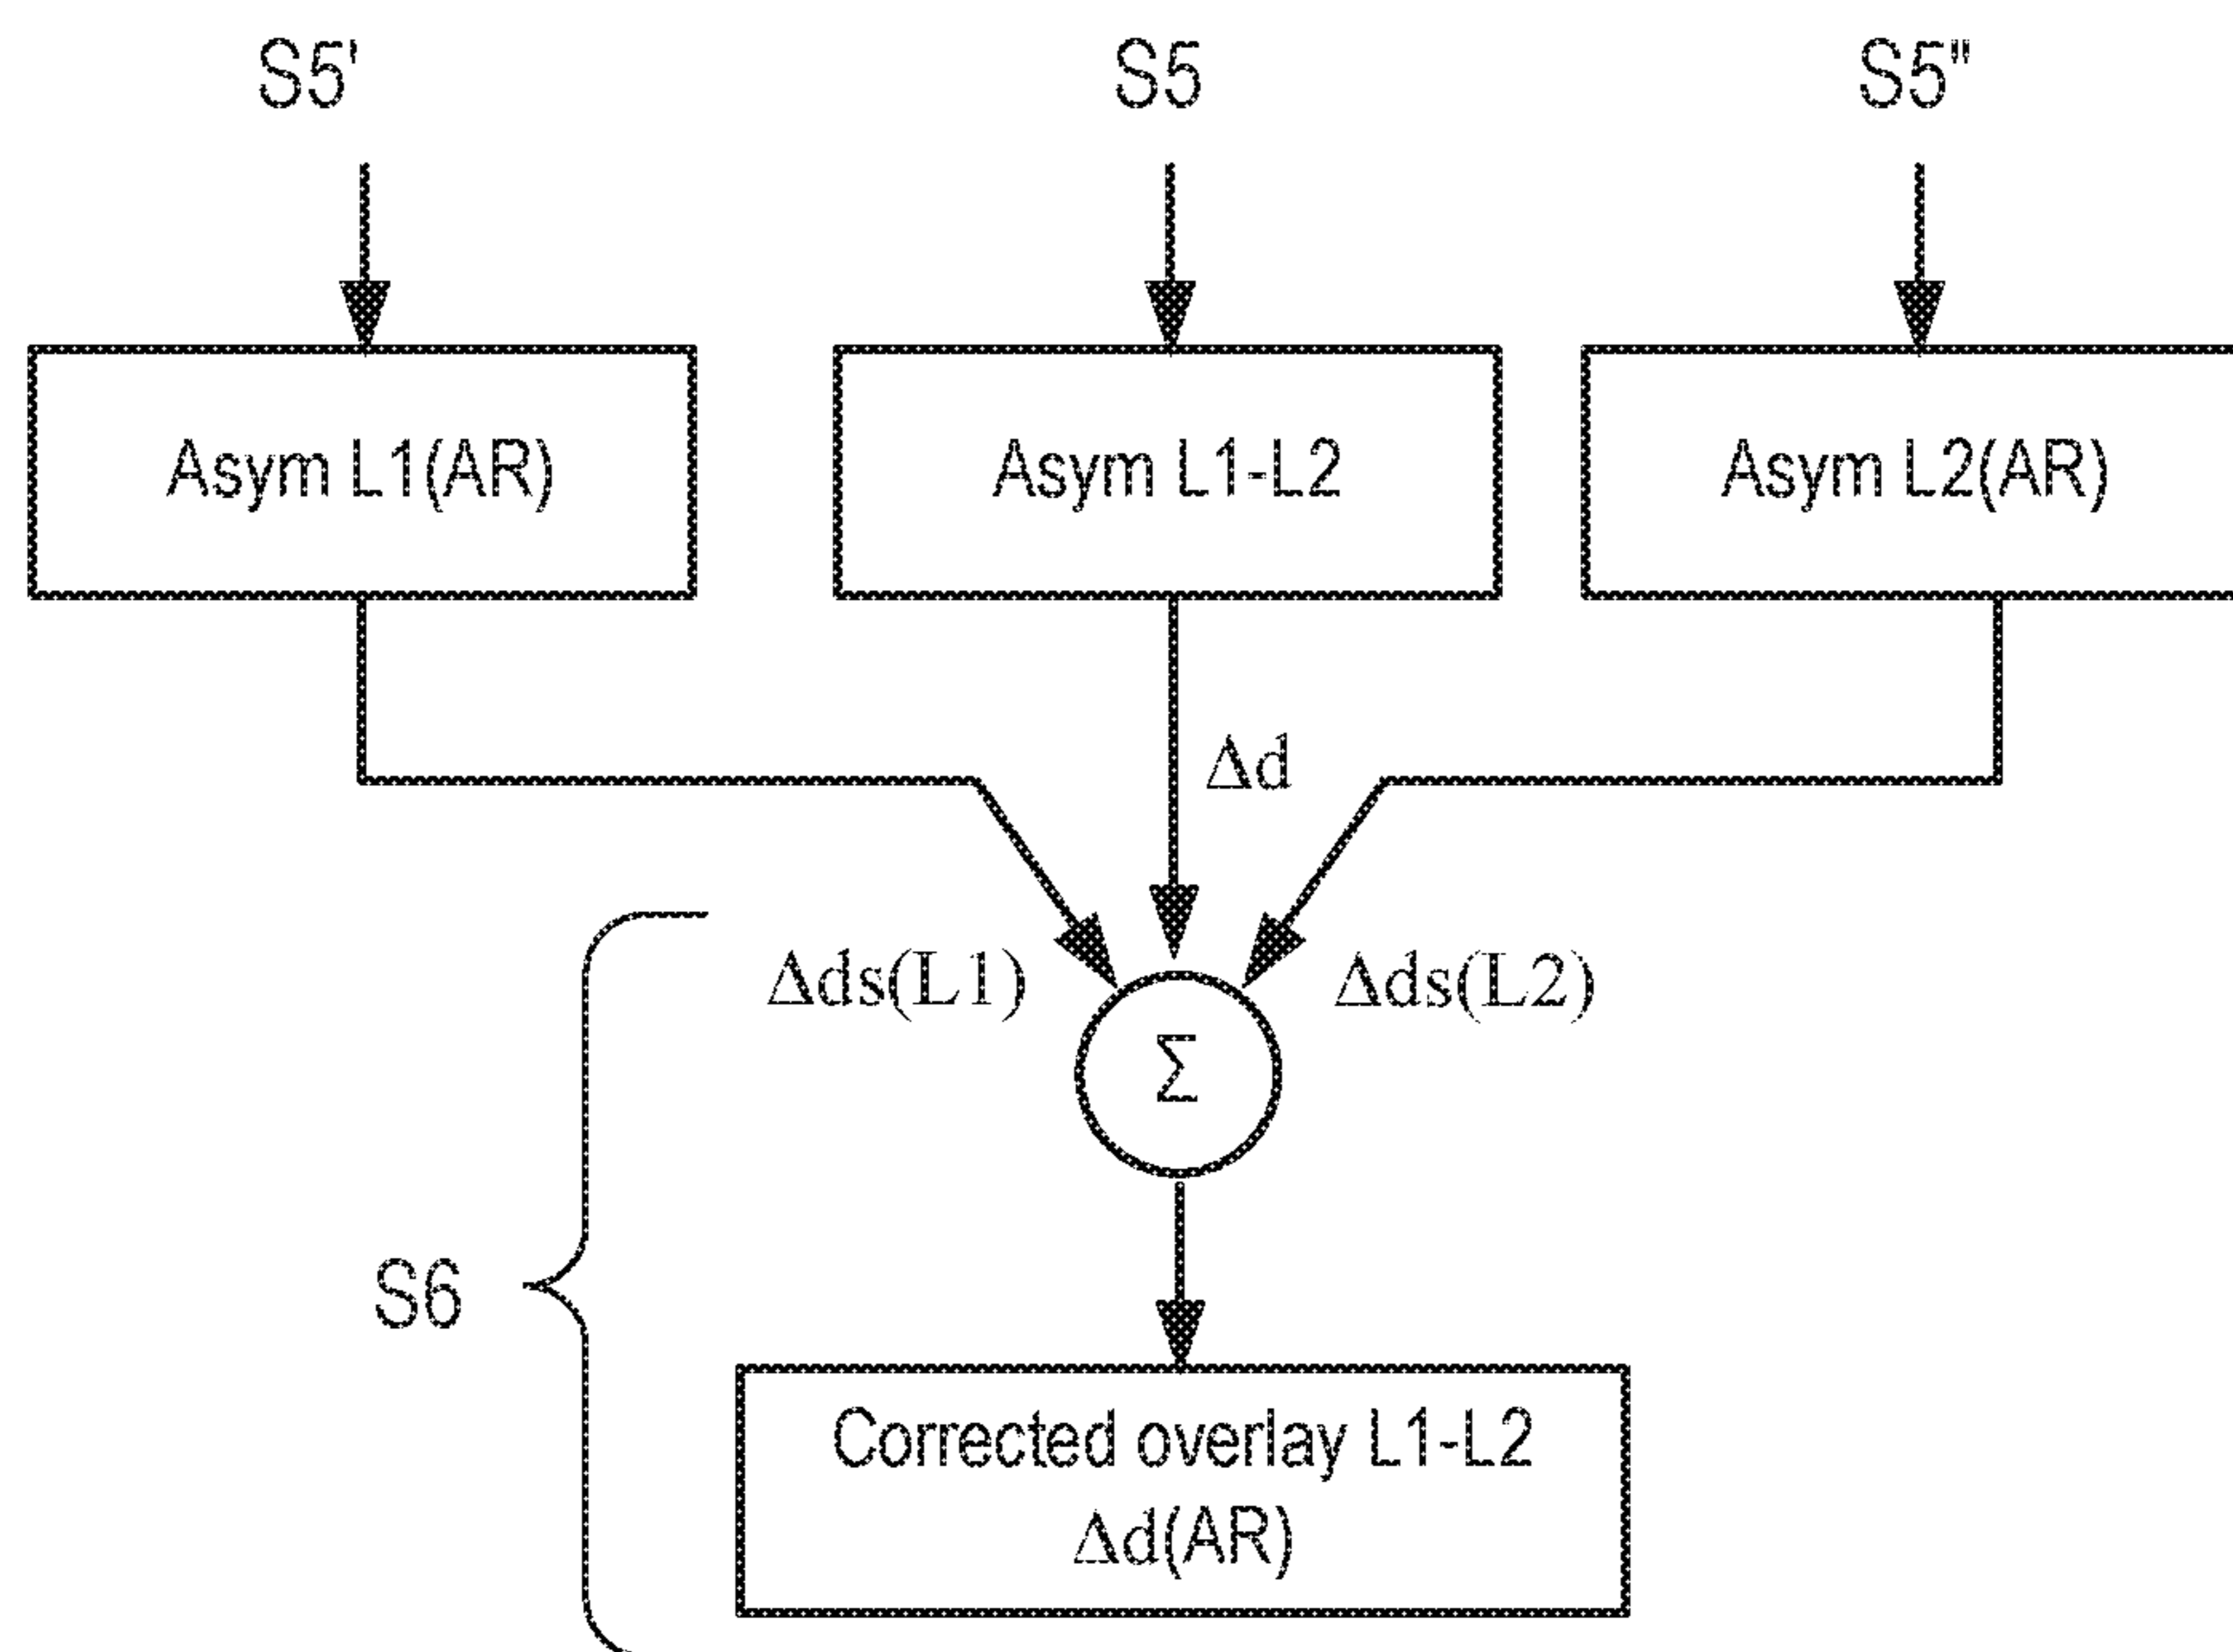 S5'
S5
S5"
Asym L1(AR)
Asym L1-L2
Asym L2(AR)
Δd
Δds(L1)
Δds(L2)
Σ
S6
Corrected overlay L1-L2
Δd(AR)